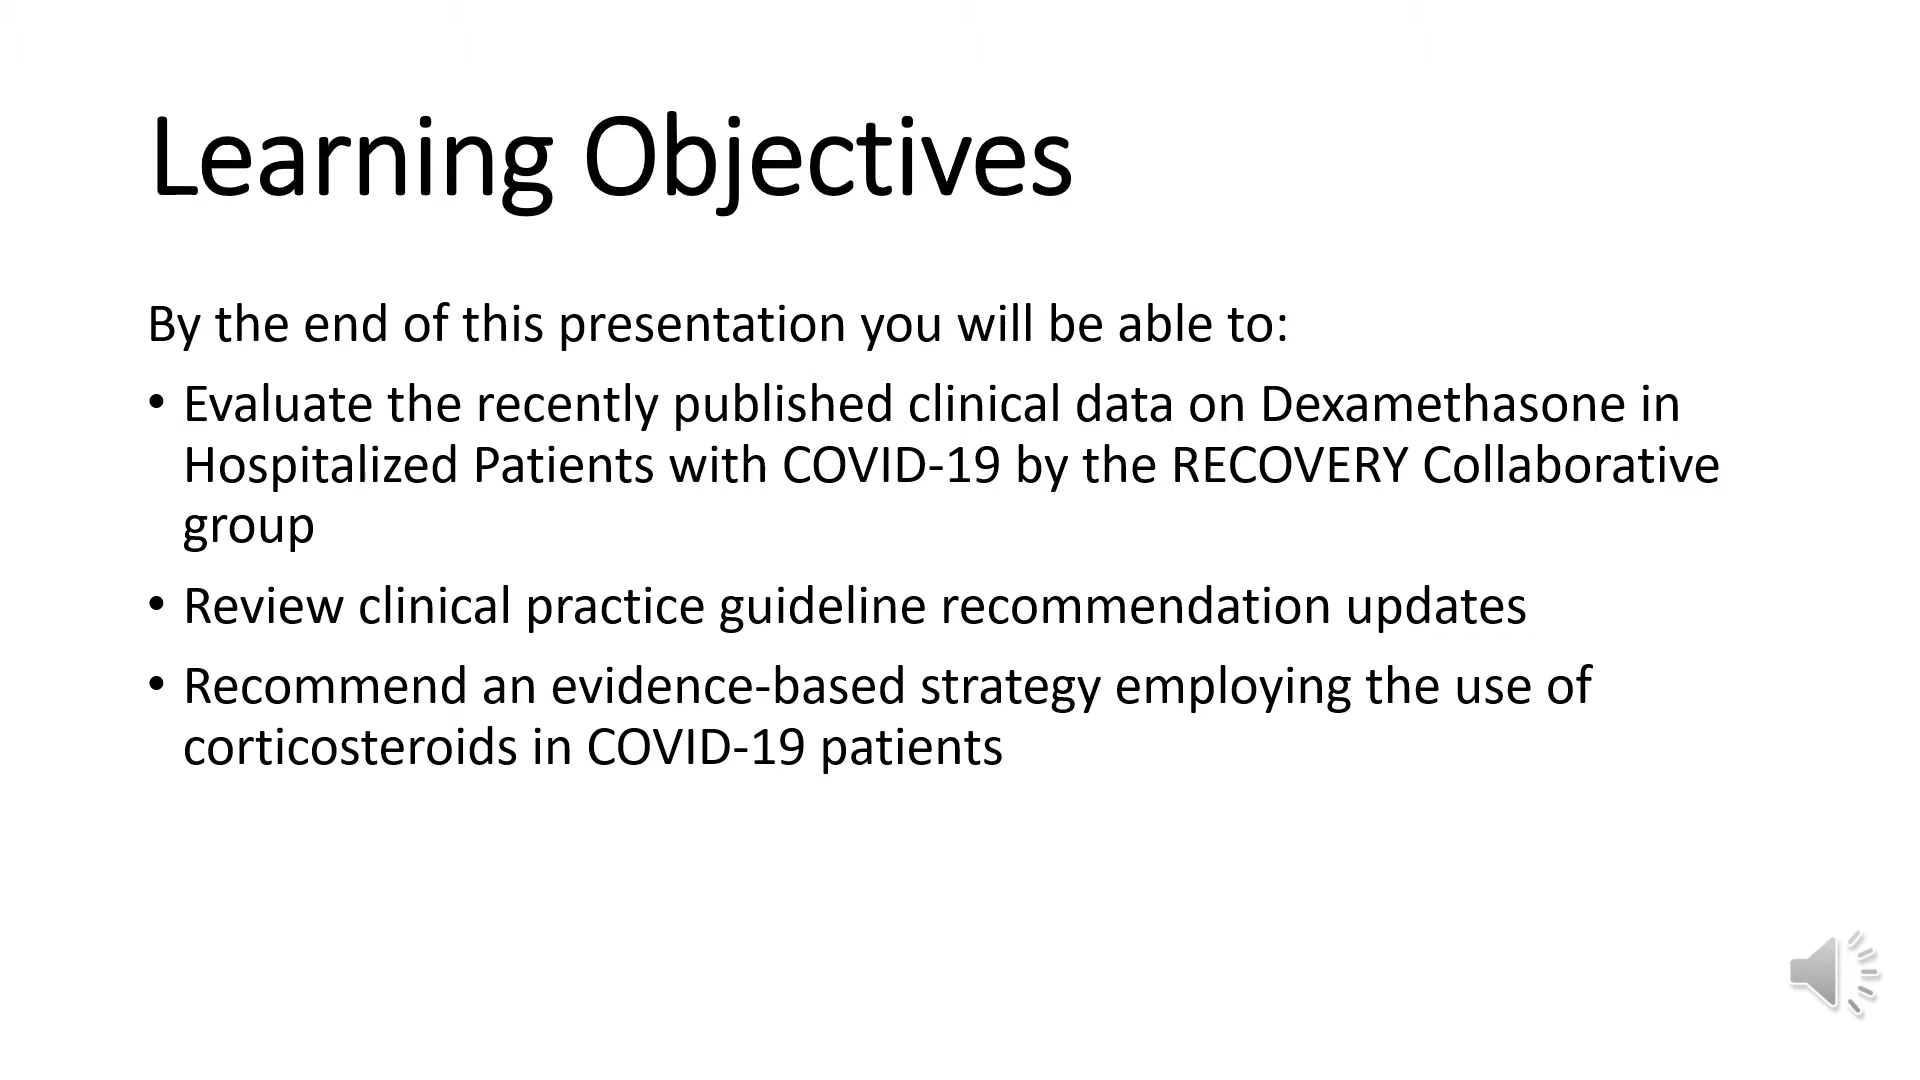 Learning Objectives
By the end of this presentation you will be able to:
• Evaluate the recently published clinical data on Dexamethasone in
Hospitalized Patients with COVID-19 by the RECOVERY Collaborative
group
• Review clinical practice guideline recommendation updates
• Recommend an evidence-based strategy employing the use of
corticosteroids in COVID-19 patients